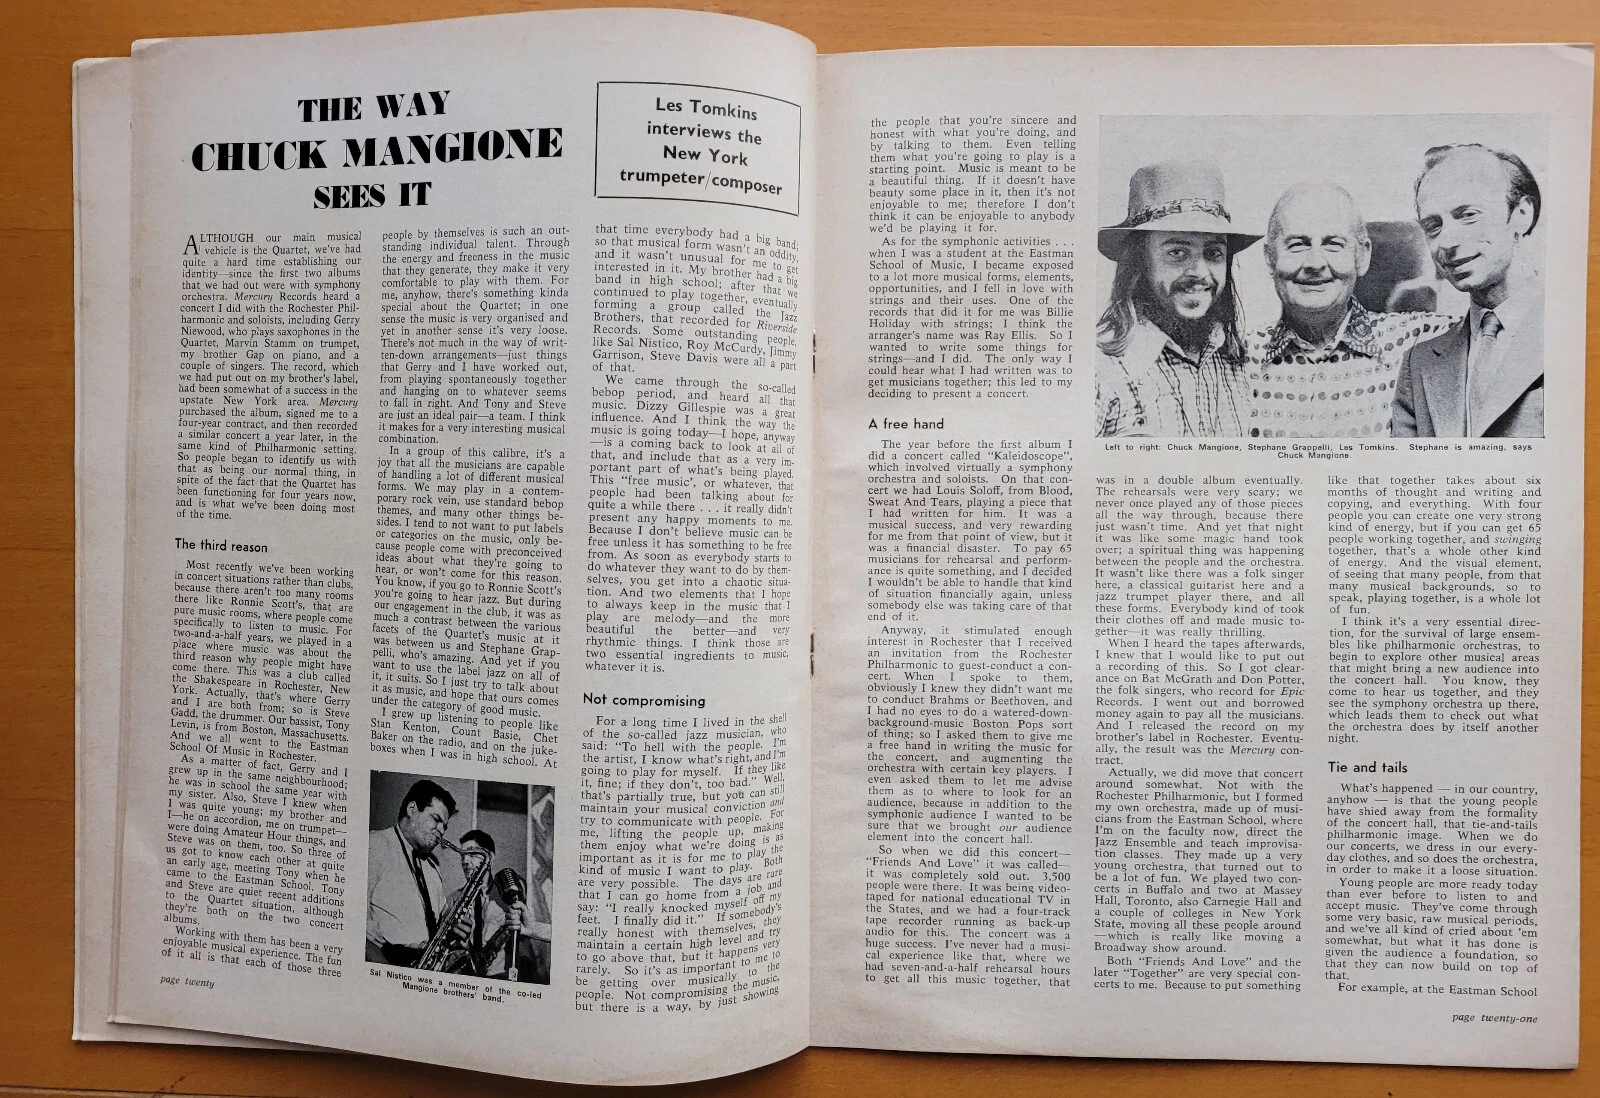 THE WAY
CHUCK MANGIONE
SEES IT
Les Tomkins
interviews the
New York
trumpeter/composer
ALTHOUGH our main musical
vehicle is the Quartet, we've had
quite a hard time establishing our
identity—since the first two albums
that we had out were with symphony
orchestra. Mercury Records heard a
concert I did with the Rochester Phil-
harmonic and soloists, including Gerry
Niewood, who plays saxophones in the
Quartet, Marvin Stamm on trumpet,
my brother Gap on piano, and a
couple of singers. The record, which
we had put out on my brother's label,
had been somewhat of a success in the
upstate New York area. Mercury
purchased the album, signed me to a
four-year contract, and then recorded
a similar concert a year later, in the
same kind of Philharmonic setting.
So people began to identify us with
that as being our normal thing, in
spite of the fact that the Quartet has
been functioning for four years now,
and is what we've been doing most
of the time.
The third reason
Most recently we've been working
in concert situations rather than clubs,
because there aren't too many rooms
there like Ronnie Scott's, that are
pure music rooms, where people come
specifically to listen to music. For
two-and-a-half years, we played in a
place where music was about the
third reason why people might have
come there. This was a club called
the Shakespeare in Rochester, New
York. Actually, that's where Gerry
and I are both from; so is Steve
Gadd, the drummer. Our bassist, Tony
Levin, is from Boston, Massachusetts.
And we all went to the Eastman
School Of Music in Rochester.
As a matter of fact, Gerry and I
grew up in the same neighbourhood;
he was in school the same year with
my sister. Also, Steve I knew when
I was quite young; my brother and
I—he on accordion, me on trumpet—
were doing Amateur Hour things, and
Steve was on them, too. So three of
us got to know each other at quite
an early age, meeting Tony when he
came to the Eastman School. Tony
and Steve are quiet recent additions
to the Quartet situation, although
they're both on the two concert
albums.
Working with them has been a very
enjoyable musical experience. The fun
of it all is that each of those three
page twenty
people by themselves is such an out-
standing individual talent. Through
the energy and freeness in the music
that they generate, they make it very
comfortable to play with them. For
me, anyhow, there's something kinda
special about the Quartet; in one
sense the music is very organised and
yet in another sense it's very loose.
There's not much in the way of writ-
ten-down arrangements—just things
that Gerry and I have worked out,
from playing spontaneously together
and hanging on to whatever seems
to fall in right. And Tony and Steve
are just an ideal pair—a team. I think
it makes for a very interesting musical
combination.
In a group of this calibre, it's a
joy that all the musicians are capable
of handling a lot of different musical
forms. We may play in a contem-
porary rock vein, use standard bebop
themes, and many other things be-
sides. I tend to not want to put labels
or categories on the music, only be-
cause people come with preconceived
ideas about what they're going to
hear, or won't come for this reason.
You know, if you go to Ronnie Scott's
you're going to hear jazz. But during
our engagement in the club, it was as
much a contrast between the various
facets of the Quartet's music at it
was between us and Stephane Grap-
pelli, who's amazing. And yet if you
want to use the label jazz on all of
it, it suits. So I just try to talk about
it as music, and hope that ours comes
under the category of good music.
I grew up listening to people like
Stan Kenton, Count Basie, Chet
Baker on the radio, and on the juke-
boxes when I was in high school. At
Sal Nistico was a member of the co-led
Mangione brothers' band.
that time everybody had a big band;
so that musical form wasn't an oddity,
and it wasn't unusual for me to get
interested in it. My brother had a big
band in high school; after that we
continued to play together, eventually
forming a group called the Jazz
Brothers, that recorded for Riverside
Records. Some outstanding people,
like Sal Nistico, Roy McCurdy, Jimmy
Garrison, Steve Davis were all a part
of that.
We came through the so-called
bebop period, and heard all that
music. Dizzy Gillespie was a great
influence. And I think the way the
music is going today—I hope, anyway
—is a coming back to look at all of
that, and include that as a very im-
portant part of what's being played.
This "free music', or whatever, that
people had been talking about for
quite a while there . . . it really didn't
present any happy moments to me.
Because I don't believe music can be
free unless it has something to be free
from. As soon as everybody starts to
do whatever they want to do by them-
selves, you get into a chaotic situa-
tion. And two elements that I hope
to always keep in the music that I
play are melody—and the more
beautiful the better—and very
rhythmic things. I think those are
two essential ingredients to music,
whatever it is.
Not compromising
For a long time I lived in the shell
of the so-called jazz musician, who
said: "To hell with the people. I'm
the artist, I know what's right, and I'm
going to play for myself. If they like
it, fine; if they don't, too bad." Well,
that's partially true, but you can still
maintain your musical conviction and
try to communicate with people. For
me, lifting the people up, making
them enjoy what we're doing is as
important as it is for me to play the
kind of music I want to play. Both
are very possible. The days are rare
that I can go home from a job and
say: "I really knocked myself off my
feet. I finally did it." If somebody's
really honest with themselves, they
maintain a certain high level and try
to go above that, but it happens very
rarely. So it's as important to me to
be getting over musically to the
people. Not compromising the music,
but there is a way, by just showing
the people that you're sincere and
honest with what you're doing, and
by talking to them. Even telling
them what you're going to play is a
starting point. Music is meant to be
a beautiful thing. If it doesn't have
beauty some place in it, then it's not
enjoyable to me; therefore I don't
think it can be enjoyable to anybody
we'd be playing it for.
As for the symphonic activities . . .
when I was a student at the Eastman
School of Music, I became exposed
to a lot more musical forms, elements,
opportunities, and I fell in love with
strings and their uses. One of the
records that did it for me was Billie
Holiday with strings; I think the
arranger's name was Ray Ellis. So I
wanted to write some things for
strings—and I did. The only way I
could hear what I had written was to
get musicians together; this led to my
deciding to present a concert.
A free hand
The year before the first album I
did a concert called "Kaleidoscope",
which involved virtually a symphony
orchestra and soloists. On that con-
cert we had Louis Soloff, from Blood,
Sweat And Tears, playing a piece that
I had written for him. It was a
musical success, and very rewarding
for me from that point of view, but it
was a financial disaster. To pay 65
musicians for rehearsal and perform-
ance is quite something, and I decided
I wouldn't be able to handle that kind
of situation financially again, unless
somebody else was taking care of that
end of it.
Anyway, it stimulated enough
interest in Rochester that I received
an invitation from the Rochester
Philharmonic to guest-conduct a con-
cert. When I spoke to them,
obviously I knew they didn't want me
to conduct Brahms or Beethoven, and
I had no eyes to do a watered-down-
background-music Boston Pops sort
of thing; so I asked them to give me
a free hand in writing the music for
the concert, and augmenting the
orchestra with certain key players. I
even asked them to let me advise
them as to where to look for an
audience, because in addition to the
symphonic audience I wanted to be
sure that we brought our audience
element into the concert hall.
So when we did this concert—
"Friends And Love" it was called—
it was completely sold out. 3,500
people were there. It was being video-
taped for national educational TV in
the States, and we had a four-track
tape recorder running as back-up
audio for this. The concert was a
huge success. I've never had a musi-
cal experience like that, where we
had seven-and-a-half rehearsal hours
to get all this music together, that
Left to right: Chuck Mangione, Stephane Grappelli, Les Tomkins. Stephane is amazing, says
Chuck Mangione.
was in a double album eventually.
The rehearsals were very scary; we
never once played any of those pieces
all the way through, because there
just wasn't time. And yet that night
it was like some magic hand took
over; a spiritual thing was happening
between the people and the orchestra.
It wasn't like there was a folk singer
here, a classical guitarist here and a
jazz trumpet player there, and all
these forms. Everybody kind of took
their clothes off and made music to-
gether—it was really thrilling.
When I heard the tapes afterwards,
I knew that I would like to put out
a recording of this. So I got clear-
ance on Bat McGrath and Don Potter,
the folk singers, who record for Epic
Records. I went out and borrowed
money again to pay all the musicians.
And I released the record on my
brother's label in Rochester. Eventu-
ally, the result was the Mercury con-
tract.
Actually, we did move that concert
around somewhat. Not with the
Rochester Philharmonic, but I formed
my own orchestra, made up of musi-
cians from the Eastman School, where
I'm on the faculty now, direct the
Jazz Ensemble and teach improvisa-
tion classes. They made up a very
young orchestra, that turned out to
be a lot of fun. We played two con-
certs in Buffalo and two at Massey
Hall, Toronto, also Carnegie Hall and
a couple of colleges in New York
State, moving all these people around
—which is really like moving a
Broadway show around.
Both "Friends And Love" and the
later "Together" are very special con-
certs to me. Because to put something
like that together takes about six
months of thought and writing and
copying, and everything. With four
people you can create one very strong
kind of energy, but if you can get 65
people working together, and swinging
together, that's a whole other kind
of energy. And the visual element,
of seeing that many people, from that
many musical backgrounds, so to
speak, playing together, is a whole lot
of fun.
I think it's a very essential direc-
tion, for the survival of large ensem-
bles like philharmonic orchestras, to
begin to explore other musical areas
that might bring a new audience into
the concert hall. You know, they
come to hear us together, and they
see the symphony orchestra up there,
which leads them to check out what
the orchestra does by itself another
night.
Tie and tails
What's happened — in our country,
anyhow — is that the young people
have shied away from the formality
of the concert hall, that tie-and-tails
philharmonic image. When we do
our concerts, we dress in our every-
day clothes, and so does the orchestra,
in order to make it a loose situation.
Young people are more ready today
than ever before to listen to and
accept music. They've come through
some very basic, raw musical periods,
and we've all kind of cried about 'em
somewhat, but what it has done is
given the audience a foundation, so
that they can now build on top of
that.
For example, at the Eastman School
page twenty-one